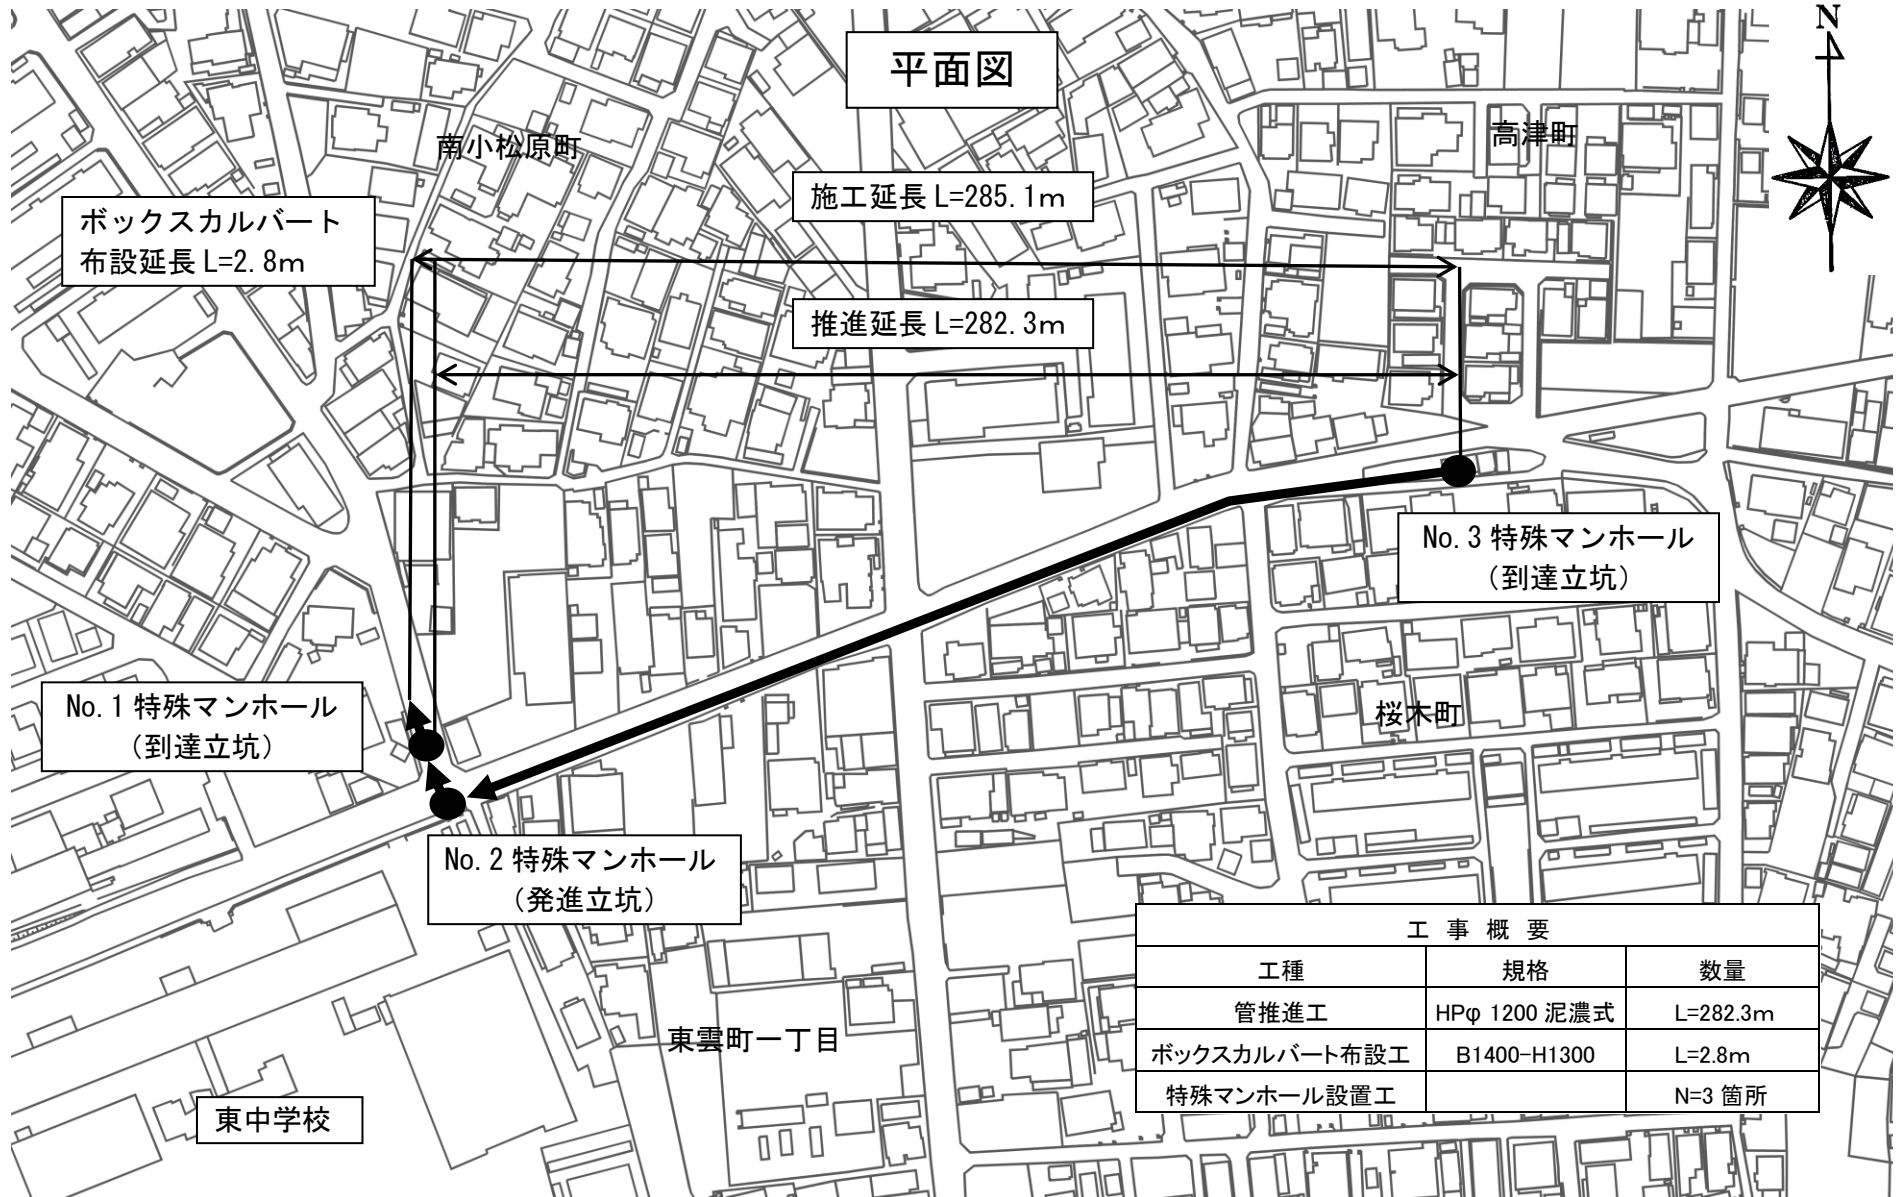 平面図
N
南小松原町
高津町
施工延長 L=285.1m
ボックスカルバート
布設延長 L=2.8m
推進延長 L=282.3m
No.3 特殊マンホール
（到達立坑）
No.1 特殊マンホール
（到達立坑）
桜木町
No.2 特殊マンホール
（発進立坑）
工 事 概 要
工種 規格 数量
管推進工 HPφ 1200 泥濃式 L=282.3m
ボックスカルバート布設工 B1400-H1300 L=2.8m
特殊マンホール設置工 N=3 箇所
東雲町一丁目
東中学校